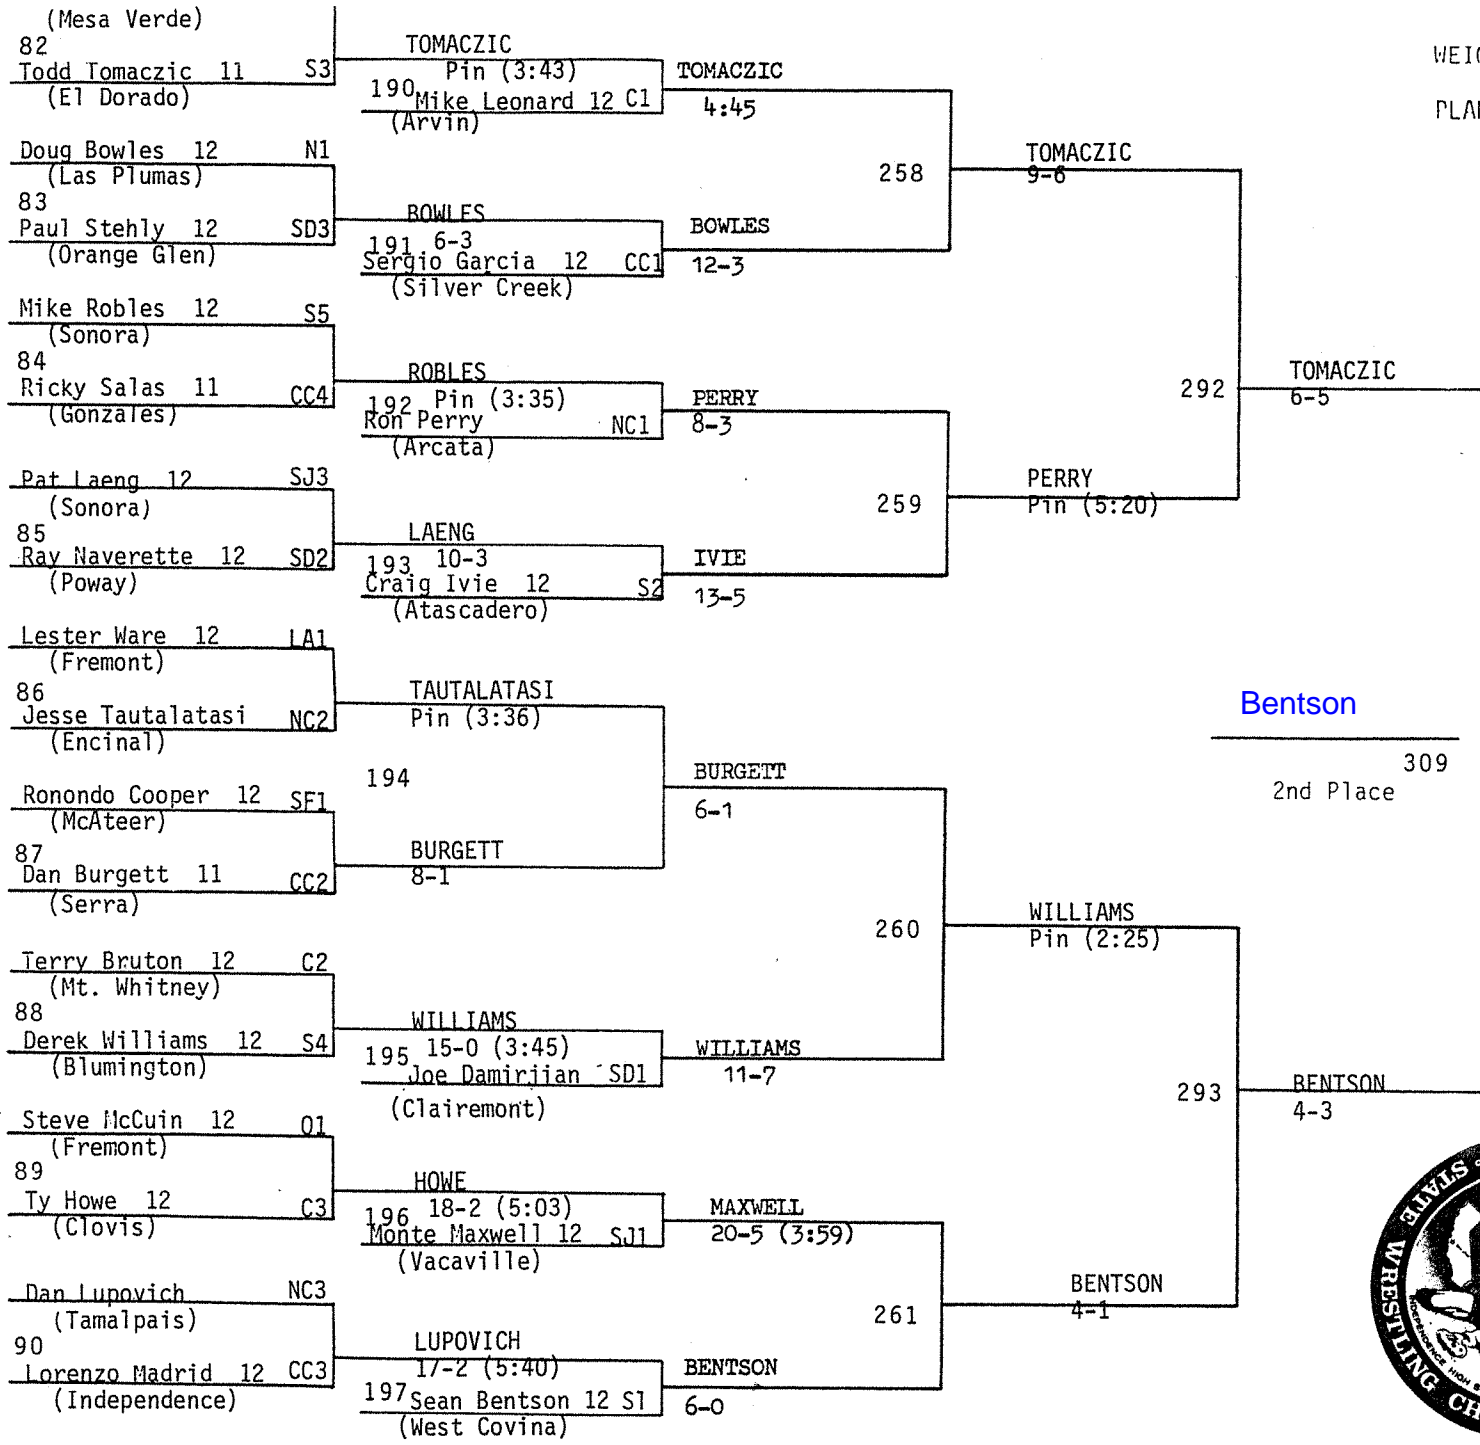 (Mesa Verde)
82
Todd Tomaczic 11 S3
(El Dorado)
Doug Bowles 12 N1
(Las Plumas)
83
Paul Stehly 12 SD3
(Orange Glen)
Mike Robles 12 S5
(Sonora)
84
Ricky Salas 11 CC4
(Gonzales)
Pat Laeng 12 SJ3
(Sonora)
85
Ray Naverette 12 SD2
(Poway)
Lester Ware 12 LA1
(Fremont)
86
Jesse Tautalatasi NC2
(Encinal)
Ronondo Cooper 12 SF1
(McAteer)
87
Dan Burgett 11 CC2
(Serra)
Terry Bruton 12 C2
(Mt. Whitney)
88
Derek Williams 12 S4
(Blumington)
Steve McCuin 12 O1
(Fremont)
89
Ty Howe 12 C3
(Clovis)
Dan Lupovich NC3
(Tamalpais)
90
Lorenzo Madrid 12 CC3
(Independence)
TOMACZIC
Pin (3:43)
190 Mike Leonard 12 C1
(Arvin)
BOWLES
191 6-3
Sergio Garcia 12 CC1
(Silver Creek)
ROBLES
192 Pin (3:35)
Ron Perry NC1
(Arcata)
LAENG
193 10-3
Craig Ivie 12 S2
(Atascadero)
TAUTALATASI
Pin (3:36)
194
BURGETT
8-1
WILLIAMS
195 15-0 (3:45)
Joe Damirjian SD1
(Clairemont)
HOWE
196 18-2 (5:03)
Monte Maxwell 12 SJ1
(Vacaville)
LUPOVICH
17-2 (5:40)
197 Sean Bentson 12 S1
(West Covina)
TOMACZIC
4:45
258
BOWLES
12-3
PERRY
8-3
259
IVIE
13-5
BURGETT
6-1
260
WILLIAMS
11-7
MAXWELL
20-5 (3:59)
261
BENTSON
6-0
TOMACZIC
9-6
292
PERRY
Pin (5:20)
WILLIAMS
Pin (2:25)
293
BENTSON
4-1
TOMACZIC
6-5
Bentson
309
2nd Place
BENTSON
4-3
STATE WRESTLING CH
INDEPENDENCE HIGH